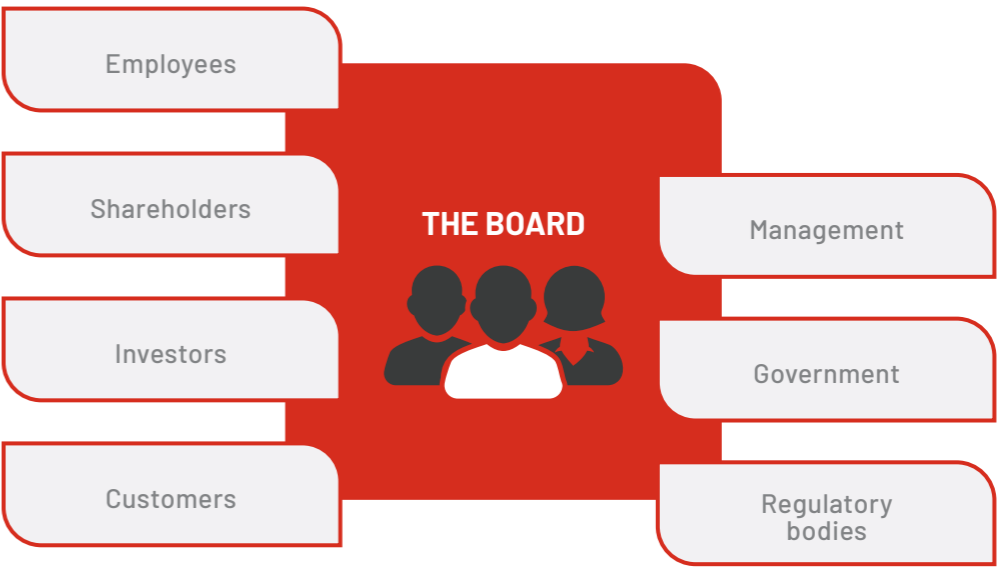 Employees
Shareholders
Investors
Customers
THE BOARD
Management
Government
Regulatory
bodies